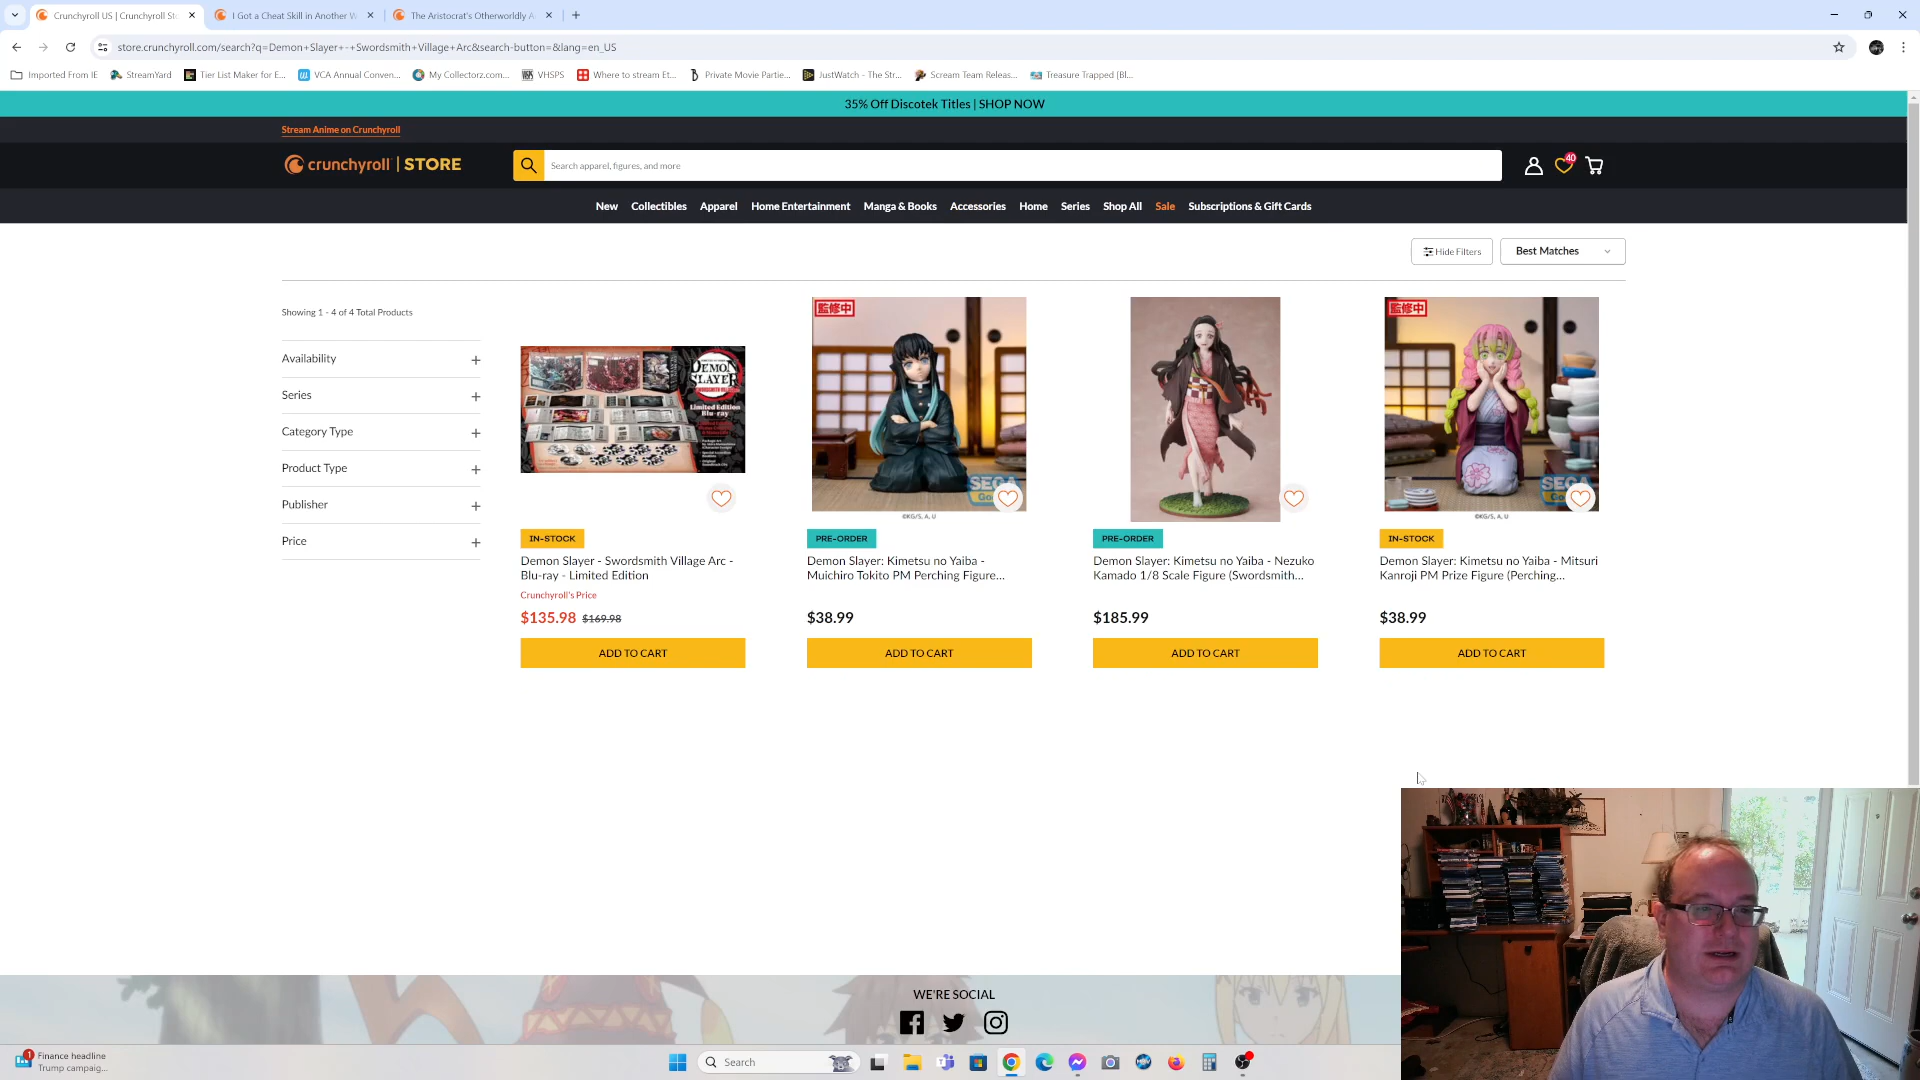 Crunchyroll US | Crunchyroll Sto
I Got a Cheat Skill in Another W
The Aristocrat's Otherworldly A
store.crunchyroll.com/search?q=Demon+Slayer+-+Swordsmith+Village+Arc&search-button=&lang=en_US
Imported From IE
StreamYard
Tier List Maker for E...
VCA Annual Conven...
My Collectorz.com...
VHSPS
Where to stream Et...
Private Movie Partie...
JustWatch - The Str...
Scream Team Releas...
Treasure Trapped [Bl...
35% Off Discotek Titles | SHOP NOW
Stream Anime on Crunchyroll
crunchyroll | STORE
Search apparel, figures, and more
40
New Collectibles Apparel Home Entertainment Manga & Books Accessories Home Series Shop All Sale Subscriptions & Gift Cards
Hide Filters
Best Matches
Showing 1 - 4 of 4 Total Products
Availability
Series
Category Type
Product Type
Publisher
Price
DEMON
SLAYER
Limited Edition
Blu-ray
IN-STOCK
Demon Slayer - Swordsmith Village Arc -
Blu-ray - Limited Edition
Crunchyroll's Price
$135.98 $169.98
ADD TO CART
監修中
SEGA
©KG/S, A, U
PRE-ORDER
Demon Slayer: Kimetsu no Yaiba -
Muichiro Tokito PM Perching Figure...
$38.99
ADD TO CART
PRE-ORDER
Demon Slayer: Kimetsu no Yaiba - Nezuko
Kamado 1/8 Scale Figure (Swordsmith...
$185.99
ADD TO CART
監修中
SEGA
©KG/S, A, U
IN-STOCK
Demon Slayer: Kimetsu no Yaiba - Mitsuri
Kanroji PM Prize Figure (Perching...
$38.99
ADD TO CART
WE'RE SOCIAL
1
Finance headline
Trump campaig...
Search